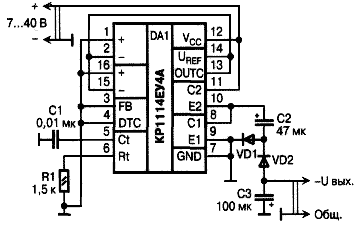 +
7...40 В
−
1
2
16
15
3
4
5
6
+
−
+
−
FB
DTC
Ct
Rt
DA1
КР1114ЕУ4А
VCC
UREF
OUTC
C2
E2
C1
E1
GND
12
14
13
11
10
8
9
7
C1
0,01 мк
R1
1,5 к
+
C2
47 мк
VD1
VD2
−U вых.
C3
+
100 мк
Общ.